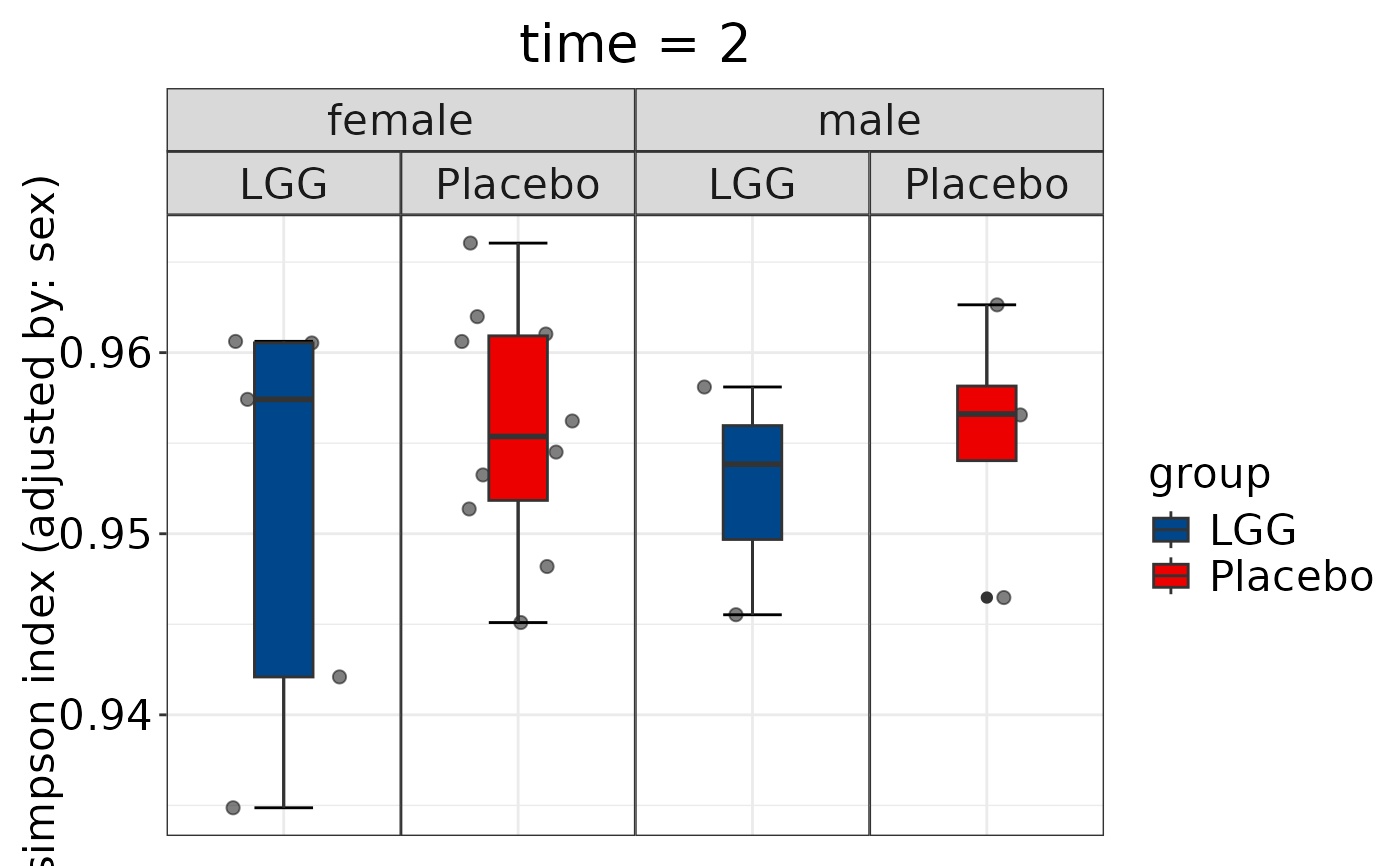 time = 2
female male
LGG Placebo LGG Placebo
simpson index (adjusted by: sex)
0.96
0.95
0.94
group
LGG
Placebo